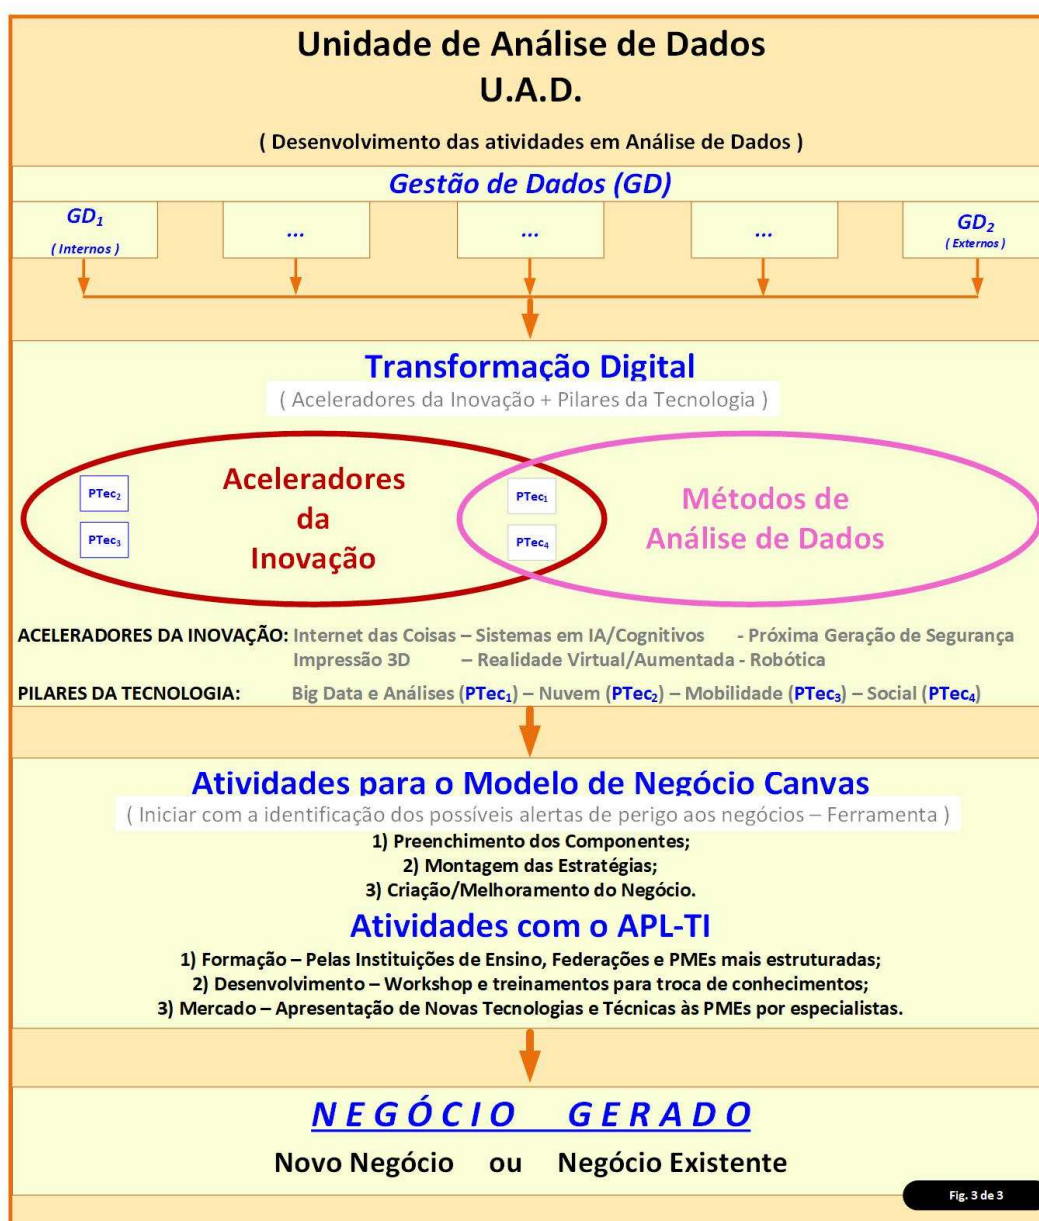 Unidade de Análise de Dados
U.A.D.
( Desenvolvimento das atividades em Análise de Dados )
Gestão de Dados (GD)
GD₁
( Internos )
...
...
...
GD₂
( Externos )
Transformação Digital
( Aceleradores da Inovação + Pilares da Tecnologia )
Aceleradores
da
Inovação
PTec₂
PTec₃
PTec₁
PTec₄
Métodos de
Análise de Dados
ACELERADORES DA INOVAÇÃO: Internet das Coisas – Sistemas em IA/Cognitivos - Próxima Geração de Segurança
Impressão 3D – Realidade Virtual/Aumentada - Robótica
PILARES DA TECNOLOGIA: Big Data e Análises (PTec₁) – Nuvem (PTec₂) – Mobilidade (PTec₃) – Social (PTec₄)
Atividades para o Modelo de Negócio Canvas
( Iniciar com a identificação dos possíveis alertas de perigo aos negócios – Ferramenta )
1) Preenchimento dos Componentes;
2) Montagem das Estratégias;
3) Criação/Melhoramento do Negócio.
Atividades com o APL-TI
1) Formação – Pelas Instituições de Ensino, Federações e PMEs mais estruturadas;
2) Desenvolvimento – Workshop e treinamentos para troca de conhecimentos;
3) Mercado – Apresentação de Novas Tecnologias e Técnicas às PMEs por especialistas.
N E G Ó C I O G E R A D O
Novo Negócio ou Negócio Existente
Fig. 3 de 3